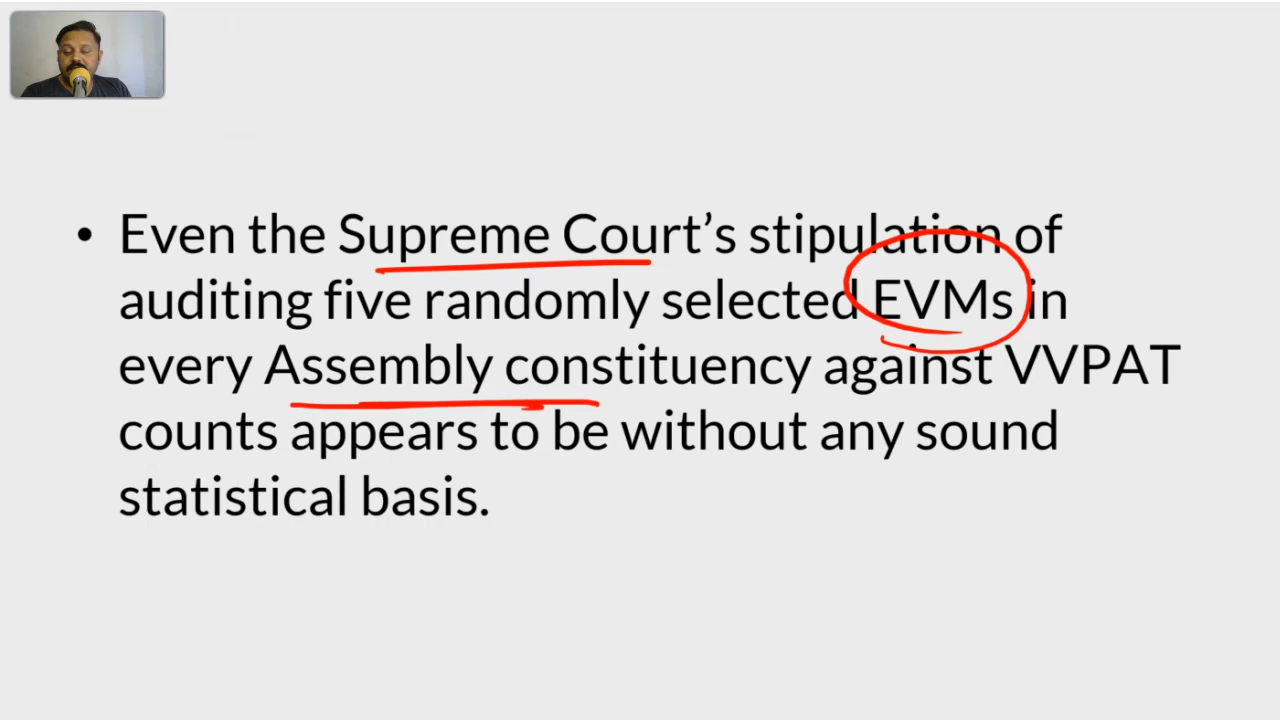 • Even the Supreme Court’s stipulation of
auditing five randomly selected EVMs in
every Assembly constituency against VVPAT
counts appears to be without any sound
statistical basis.